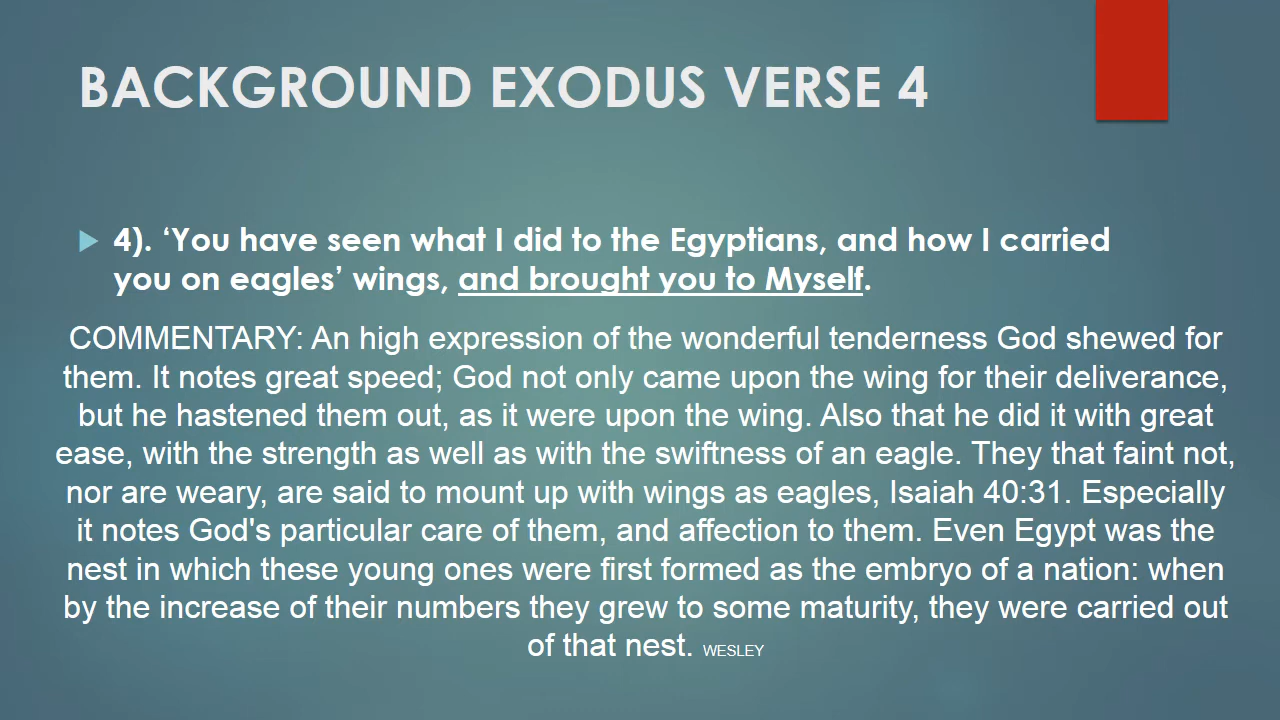 BACKGROUND EXODUS VERSE 4
4). ‘You have seen what I did to the Egyptians, and how I carried
you on eagles’ wings, and brought you to Myself.
COMMENTARY: An high expression of the wonderful tenderness God shewed for
them. It notes great speed; God not only came upon the wing for their deliverance,
but he hastened them out, as it were upon the wing. Also that he did it with great
ease, with the strength as well as with the swiftness of an eagle. They that faint not,
nor are weary, are said to mount up with wings as eagles, Isaiah 40:31. Especially
it notes God's particular care of them, and affection to them. Even Egypt was the
nest in which these young ones were first formed as the embryo of a nation: when
by the increase of their numbers they grew to some maturity, they were carried out
of that nest. WESLEY